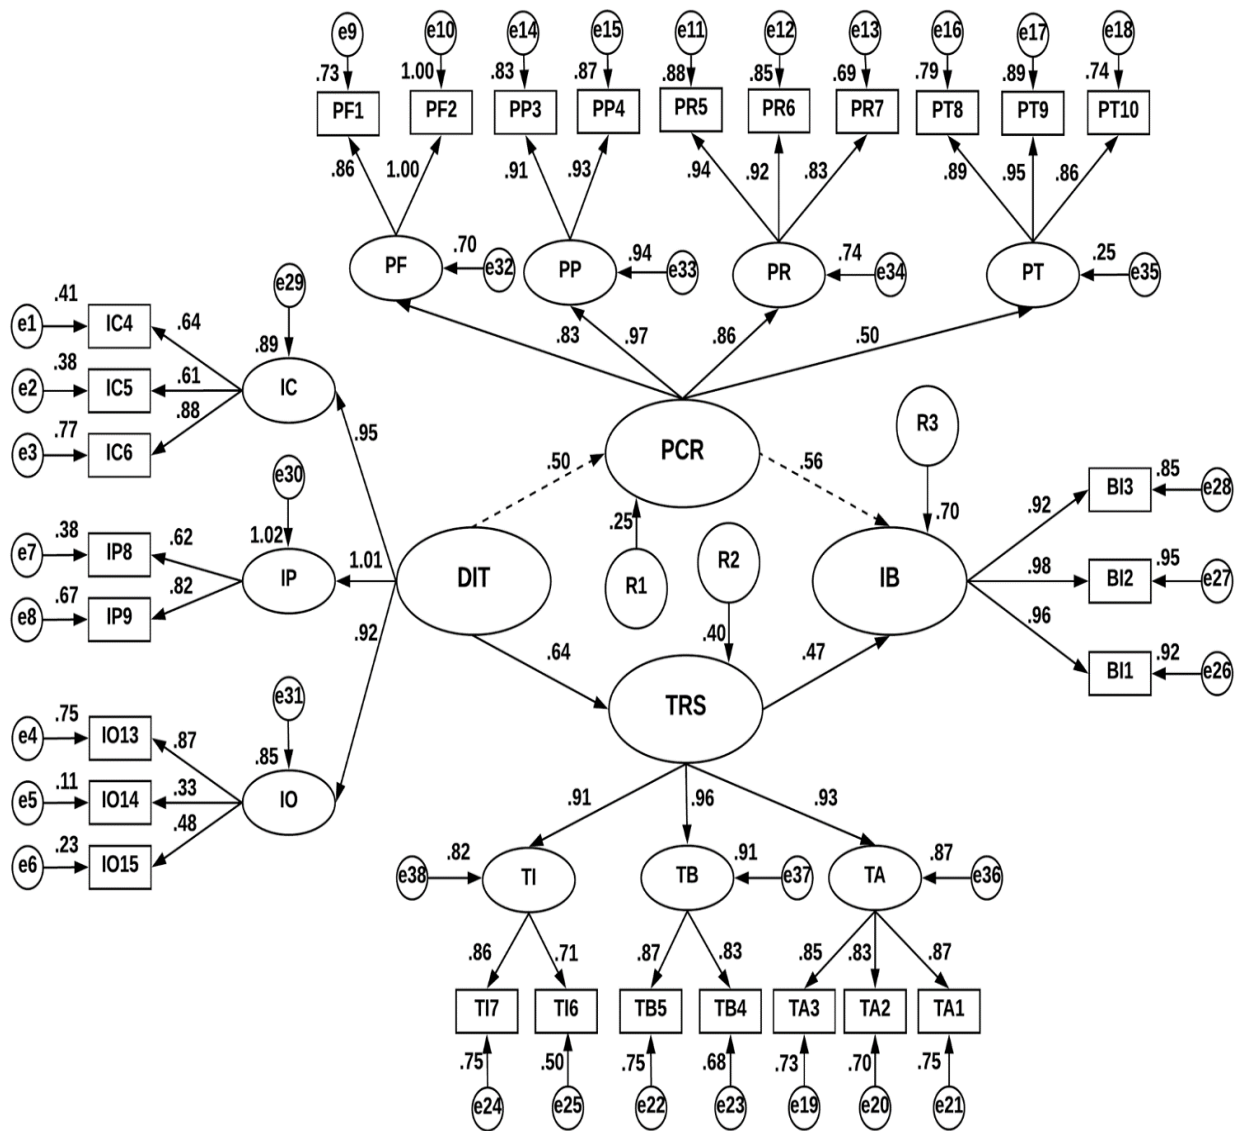 e9 e10 e14 e15 e11 e12 e13 e16 e17 e18
.73 1.00 .83 .87 .88 .85 .69 .79 .89 .74
PF1 PF2 PP3 PP4 PR5 PR6 PR7 PT8 PT9 PT10
.86 1.00 .91 .93 .94 .92 .83 .89 .95 .86
PF .70 e32 PP .94 e33 PR .74 e34 PT .25 e35
.83 .97 .86 .50
e29
.89
.41
e1 IC4 .64
.38
e2 IC5 .61 IC
.88
.77
e3 IC6
.95
PCR
R3
.50 .56
.70
.25
R1
R2
.40
e30
1.02
.38
e7 IP8 .62
IP 1.01
.67 .82
e8 IP9
DIT
IB
.92
.64 .47
TRS
.92 BI3 .85 e28
.98 BI2 .95 e27
.96 BI1 .92 e26
e31
.85
.75
e4 IO13 .87
.11
e5 IO14 .33 IO
.48
.23
e6 IO15
.91 .96 .93
e38 .82 TI TB .91 e37 TA .87 e36
.86 .71 .87 .83 .85 .83 .87
TI7 TI6 TB5 TB4 TA3 TA2 TA1
.75 .50 .75 .68 .73 .70 .75
e24 e25 e22 e23 e19 e20 e21